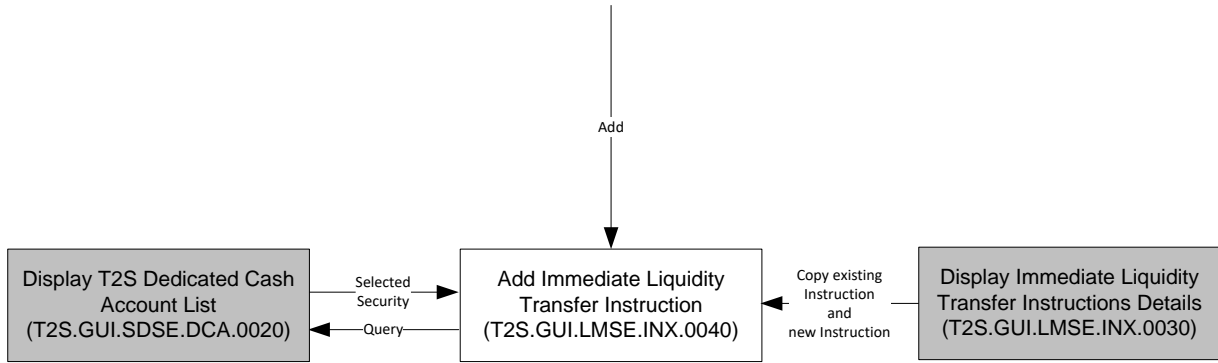 Add
Display T2S Dedicated Cash
Account List
(T2S.GUI.SDSE.DCA.0020)
Selected
Security
Query
Add Immediate Liquidity
Transfer Instruction
(T2S.GUI.LMSE.INX.0040)
Copy existing
Instruction
and
new Instruction
Display Immediate Liquidity
Transfer Instructions Details
(T2S.GUI.LMSE.INX.0030)